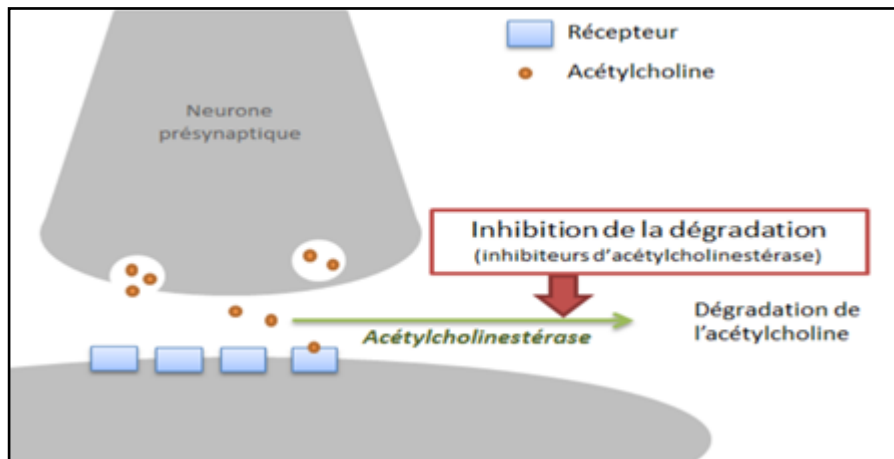 Récepteur
Acétylcholine
Neurone
présynaptique
Inhibition de la dégradation
(inhibiteurs d'acétylcholinestérase)
Dégradation de
l'acétylcholine
Acétylcholinestérase